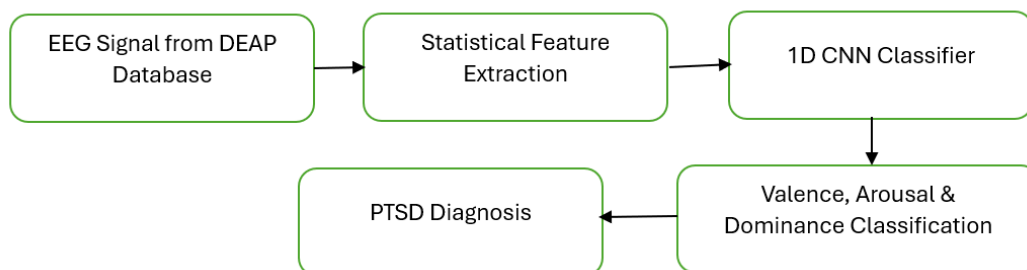 EEG Signal from DEAP
Database
Statistical Feature
Extraction
1D CNN Classifier
Valence, Arousal &
Dominance Classification
PTSD Diagnosis